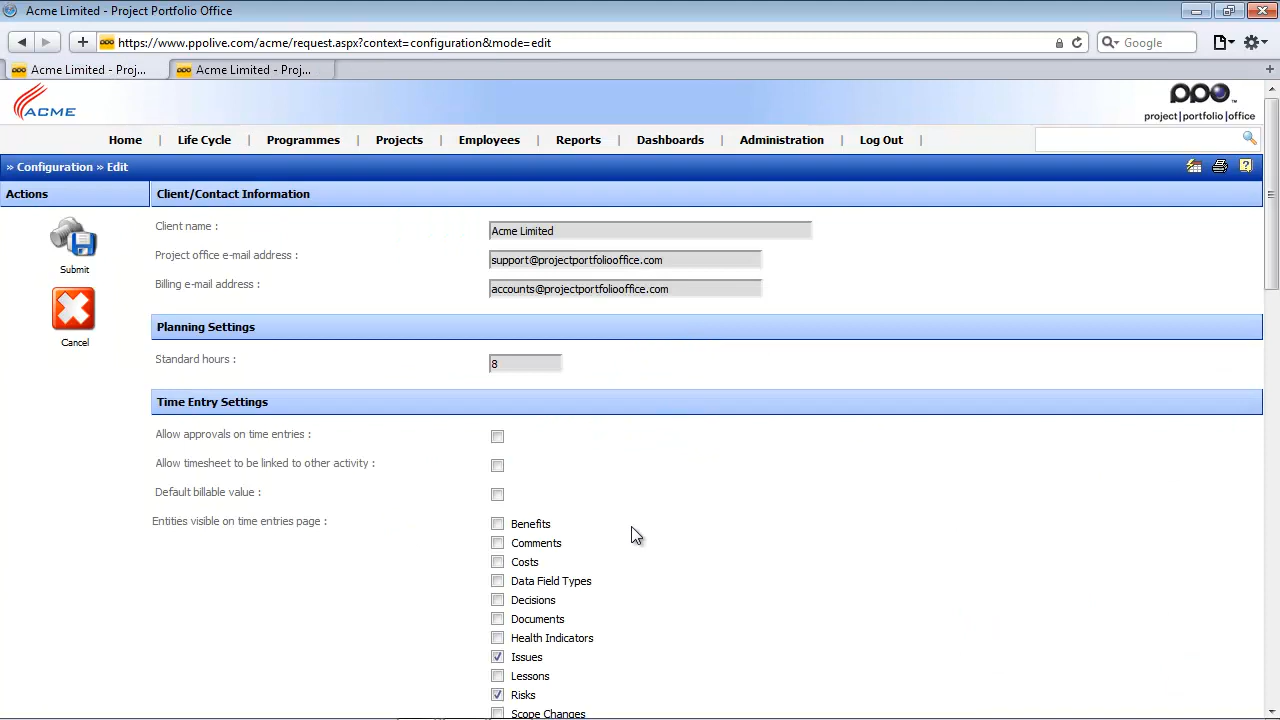 Acme Limited - Project Portfolio Office
https://www.ppolive.com/acme/request.aspx?context=configuration&mode=edit
Google
Acme Limited - Proj...
Acme Limited - Proj...
ACME
ppo™
project|portfolio|office
Home | Life Cycle | Programmes | Projects | Employees | Reports | Dashboards | Administration | Log Out |
» Configuration » Edit
Actions
Client/Contact Information
Submit
Cancel
Client name : Acme Limited
Project office e-mail address : support@projectportfoliooffice.com
Billing e-mail address : accounts@projectportfoliooffice.com
Planning Settings
Standard hours : 8
Time Entry Settings
Allow approvals on time entries :
Allow timesheet to be linked to other activity :
Default billable value :
Entities visible on time entries page : Benefits
Comments
Costs
Data Field Types
Decisions
Documents
Health Indicators
Issues
Lessons
Risks
Scope Changes